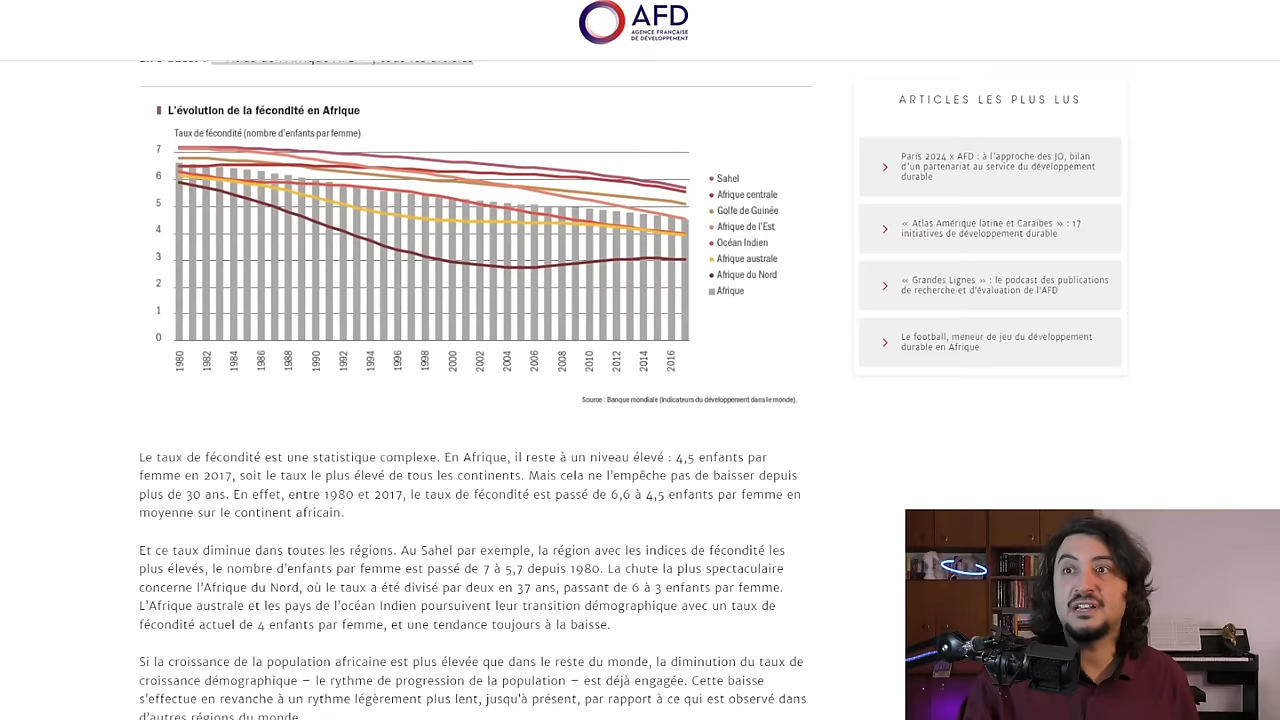 AFD
AGENCE FRANÇAISE
DE DÉVELOPPEMENT
L'évolution de la fécondité en Afrique
Taux de fécondité (nombre d'enfants par femme)
7
6
5
4
3
2
1
0
1980 1982 1984 1986 1988 1990 1992 1994 1996 1998 2000 2002 2004 2006 2008 2010 2012 2014 2016
Sahel
Afrique centrale
Golfe de Guinée
Afrique de l'Est
Océan Indien
Afrique australe
Afrique du Nord
Afrique
Source : Banque mondiale (Indicateurs du développement dans le monde).
Le taux de fécondité est une statistique complexe. En Afrique, il reste à un niveau élevé : 4,5 enfants par
femme en 2017, soit le taux le plus élevé de tous les continents. Mais cela ne l'empêche pas de baisser depuis
plus de 30 ans. En effet, entre 1980 et 2017, le taux de fécondité est passé de 6,6 à 4,5 enfants par femme en
moyenne sur le continent africain.
Et ce taux diminue dans toutes les régions. Au Sahel par exemple, la région avec les indices de fécondité les
plus élevés, le nombre d'enfants par femme est passé de 7 à 5,7 depuis 1980. La chute la plus spectaculaire
concerne l'Afrique du Nord, où le taux a été divisé par deux en 37 ans, passant de 6 à 3 enfants par femme.
L'Afrique australe et les pays de l'océan Indien poursuivent leur transition démographique avec un taux de
fécondité actuel de 4 enfants par femme, et une tendance toujours à la baisse.
Si la croissance de la population africaine est plus élevée que dans le reste du monde, la diminution du taux de
croissance démographique – le rythme de progression de la population – est déjà engagée. Cette baisse
s'effectue en revanche à un rythme légèrement plus lent, jusqu'à présent, par rapport à ce qui est observé dans
d'autres régions du monde.
ARTICLES LES PLUS LUS
Paris 2024 x AFD : à l'approche des JO, bilan
d'un partenariat au service du développement
durable
« Atlas Amérique latine et Caraïbes » : 17
initiatives de développement durable
« Grandes Lignes » : le podcast des publications
de recherche et d'évaluation de l'AFD
Le football, meneur de jeu du développement
durable en Afrique